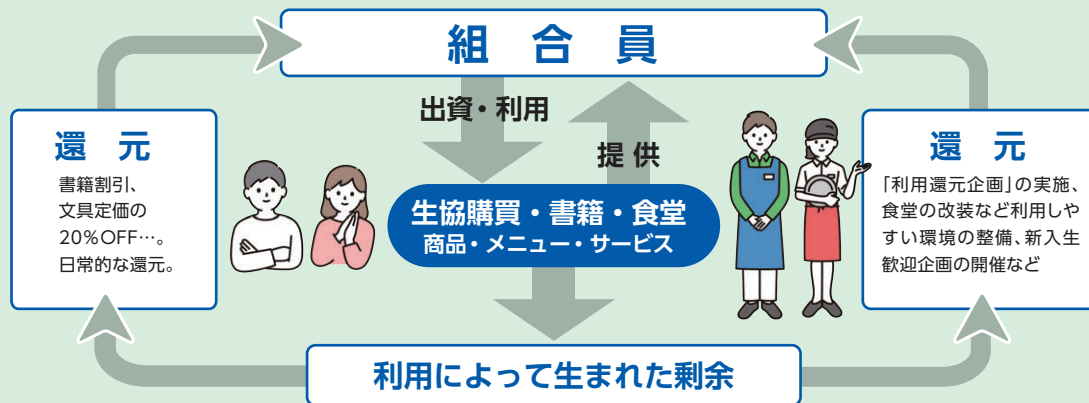 組合員
出資・利用
提供
還元
書籍割引、
文具定価の
20%OFF…。
日常的な還元。
生協購買・書籍・食堂
商品・メニュー・サービス
還元
「利用還元企画」の実施、
食堂の改装など利用しや
すい環境の整備、新入生
歓迎企画の開催など
利用によって生まれた剰余